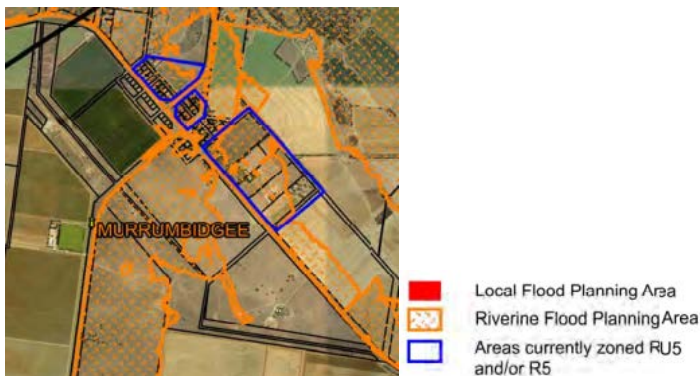 MURRUMBIDGEE
Local Flood Planning Area
Riverine Flood Planning Area
Areas currently zoned RU5
and/or R5